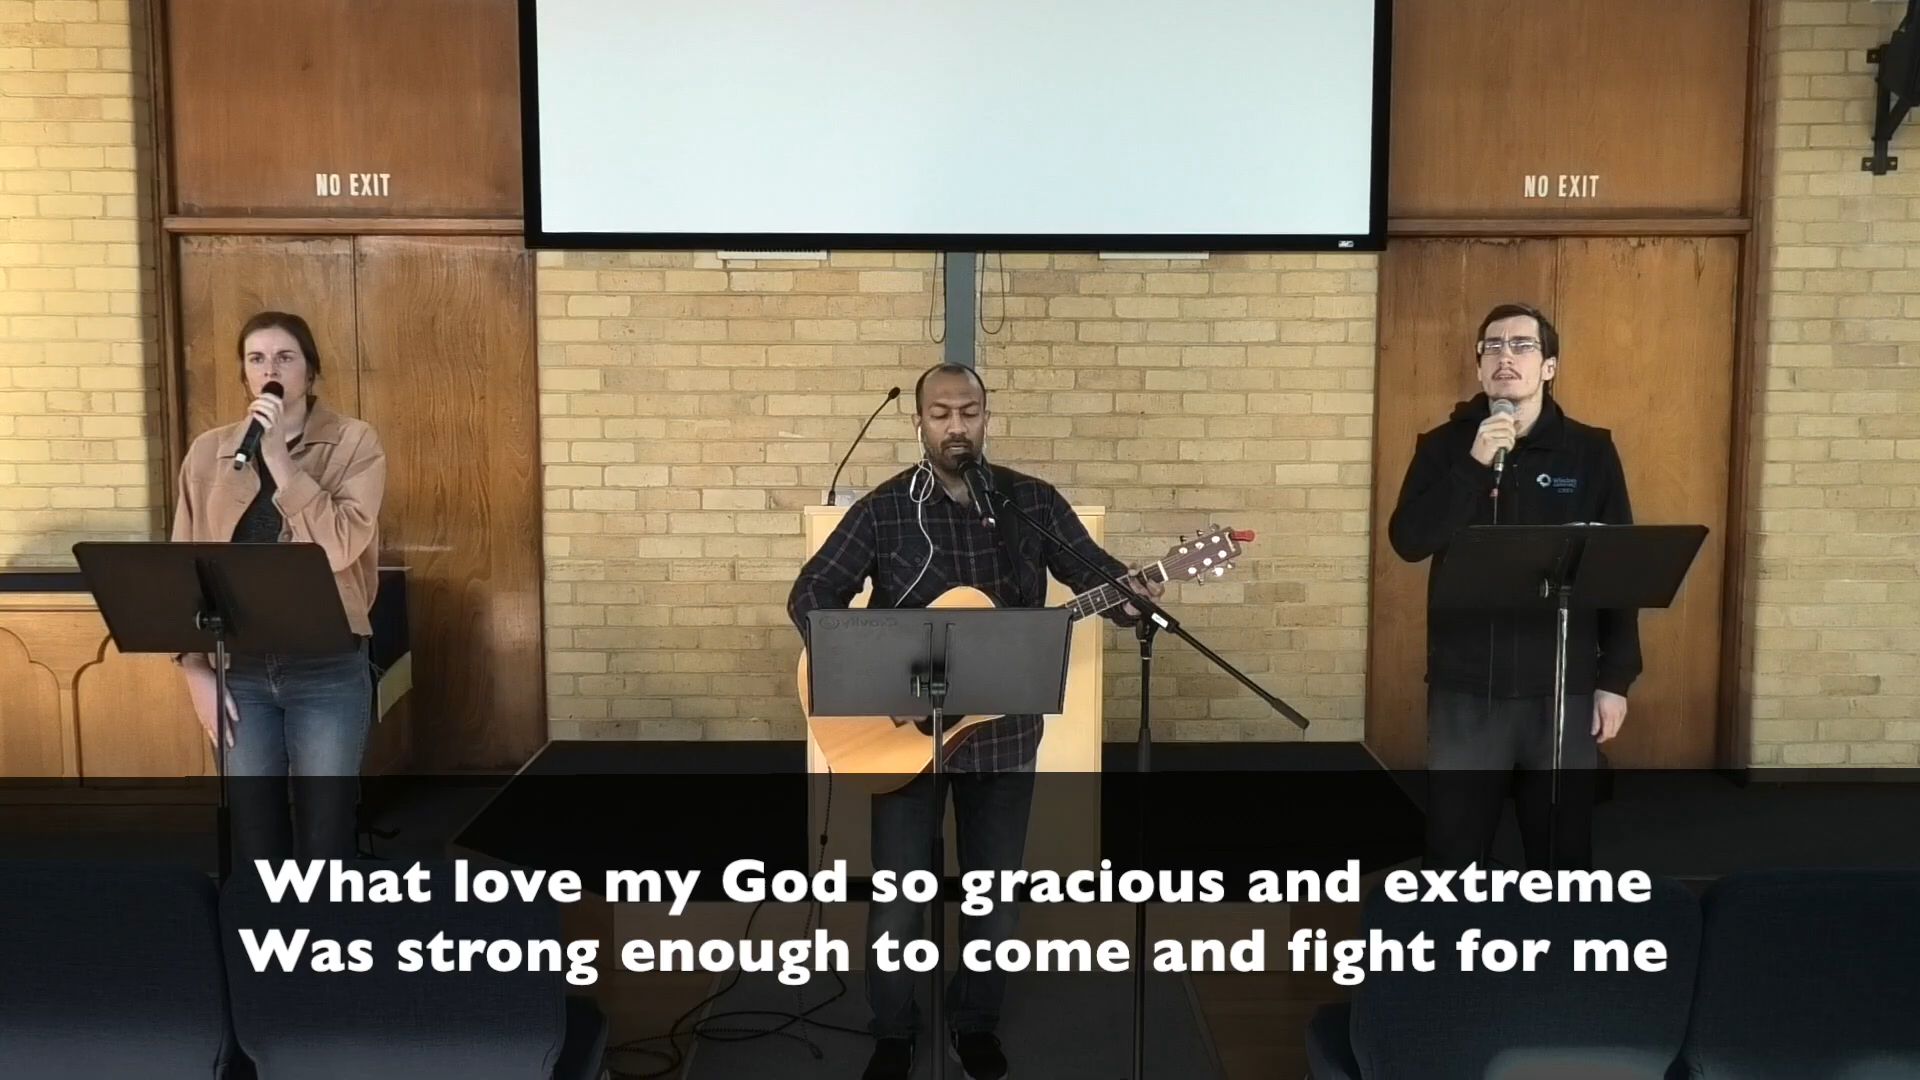 NO EXIT
NO EXIT
What love my God so gracious and extreme
Was strong enough to come and fight for me